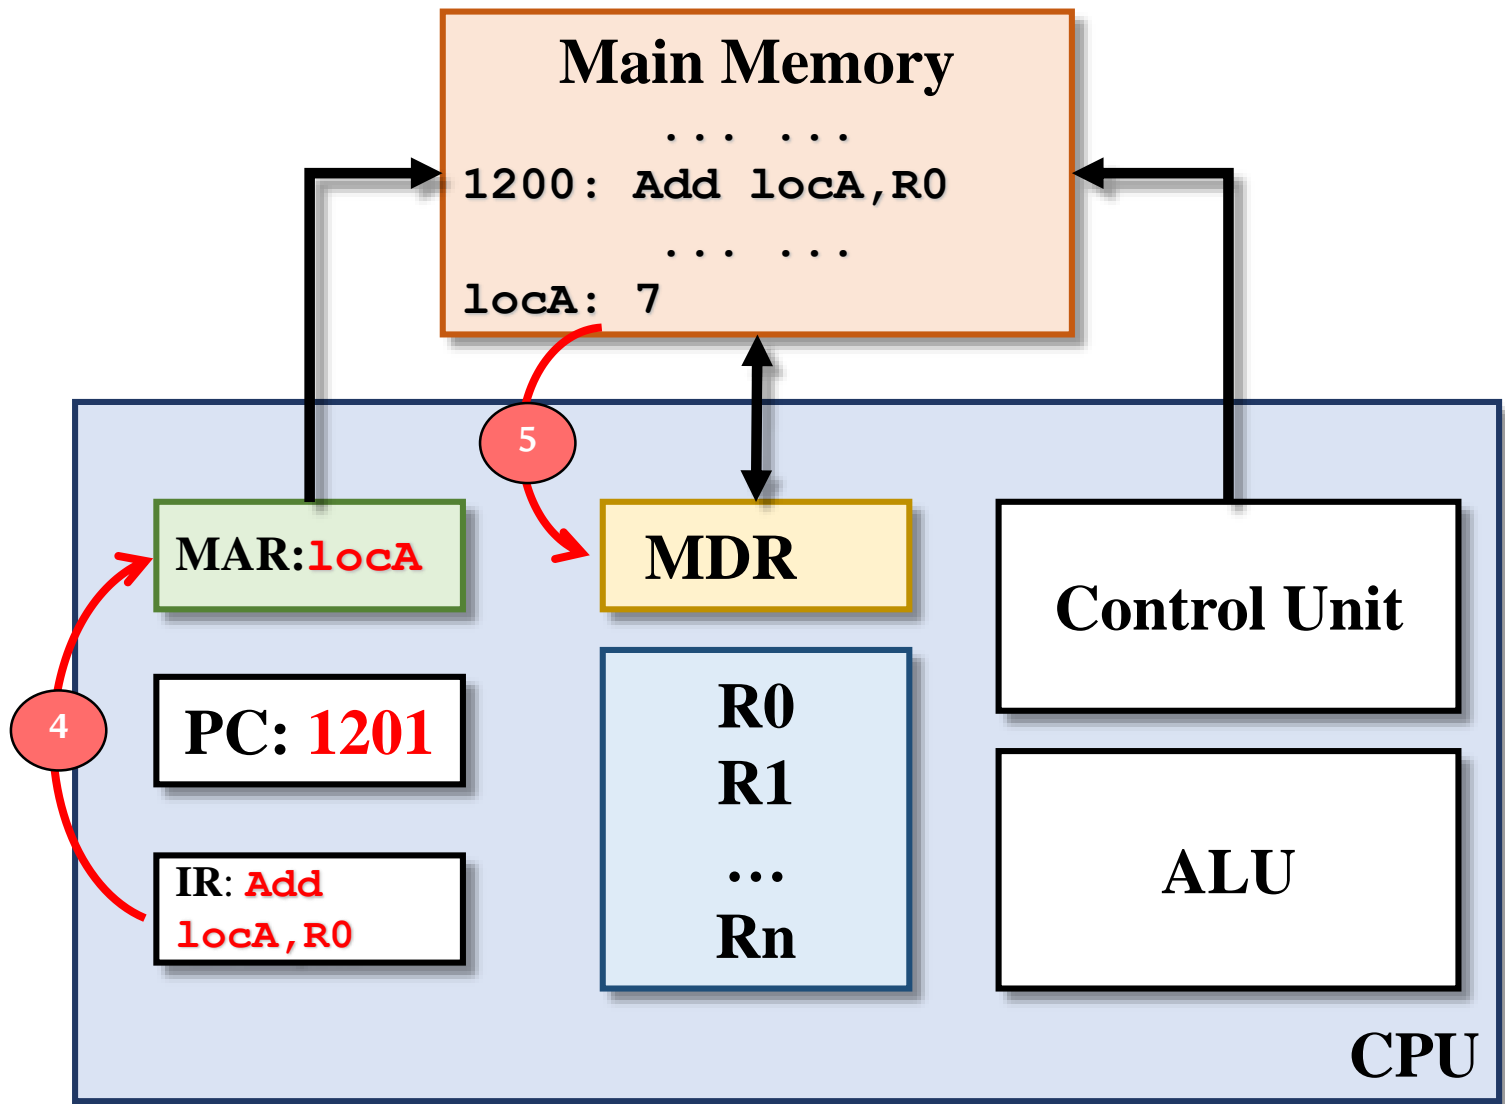 Main Memory
... ...
1200: Add locA,R0
... ...
locA: 7
5
MAR:locA
MDR
Control Unit
4
PC: 1201
R0
R1
...
Rn
IR: Add
locA,R0
ALU
CPU